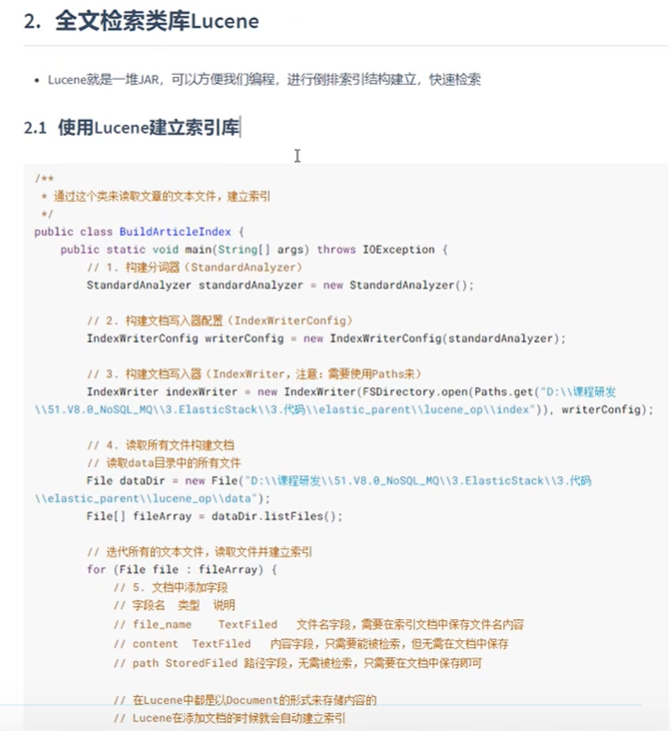 2. 全文检索类库Lucene
• Lucene就是一堆JAR，可以方便我们编程，进行倒排索引结构建立，快速检索
2.1 使用Lucene建立索引库
/**
* 通过这个类来读取文章的文本文件，建立索引
*/
public class BuildArticleIndex {
public static void main(String[] args) throws IOException {
// 1. 构建分词器（StandardAnalyzer）
StandardAnalyzer standardAnalyzer = new StandardAnalyzer();
// 2. 构建文档写入器配置（IndexWriterConfig）
IndexWriterConfig writerConfig = new IndexWriterConfig(standardAnalyzer);
// 3. 构建文档写入器（IndexWriter，注意：需要使用Paths来）
IndexWriter indexWriter = new IndexWriter(FSDirectory.open(Paths.get("D:\\课程研发
\\51.V8.0_NoSQL_MQ\\3.ElasticStack\\3.代码\\elastic_parent\\lucene_op\\index")), writerConfig);
// 4. 读取所有文件构建文档
// 读取data目录中的所有文件
File dataDir = new File("D:\\课程研发\\51.V8.0_NoSQL_MQ\\3.ElasticStack\\3.代码
\\elastic_parent\\lucene_op\\data");
File[] fileArray = dataDir.listFiles();
// 迭代所有的文本文件，读取文件并建立索引
for (File file : fileArray) {
// 5. 文档中添加字段
// 字段名 类型 说明
// file_name TextFiled 文件名字段，需要在索引文档中保存文件名内容
// content TextFiled 内容字段，只需要能被检索，但无需在文档中保存
// path StoredFiled 路径字段，无需被检索，只需要在文档中保存即可
// 在Lucene中都是以Document的形式来存储内容的
// Lucene在添加文档的时候就会自动建立索引